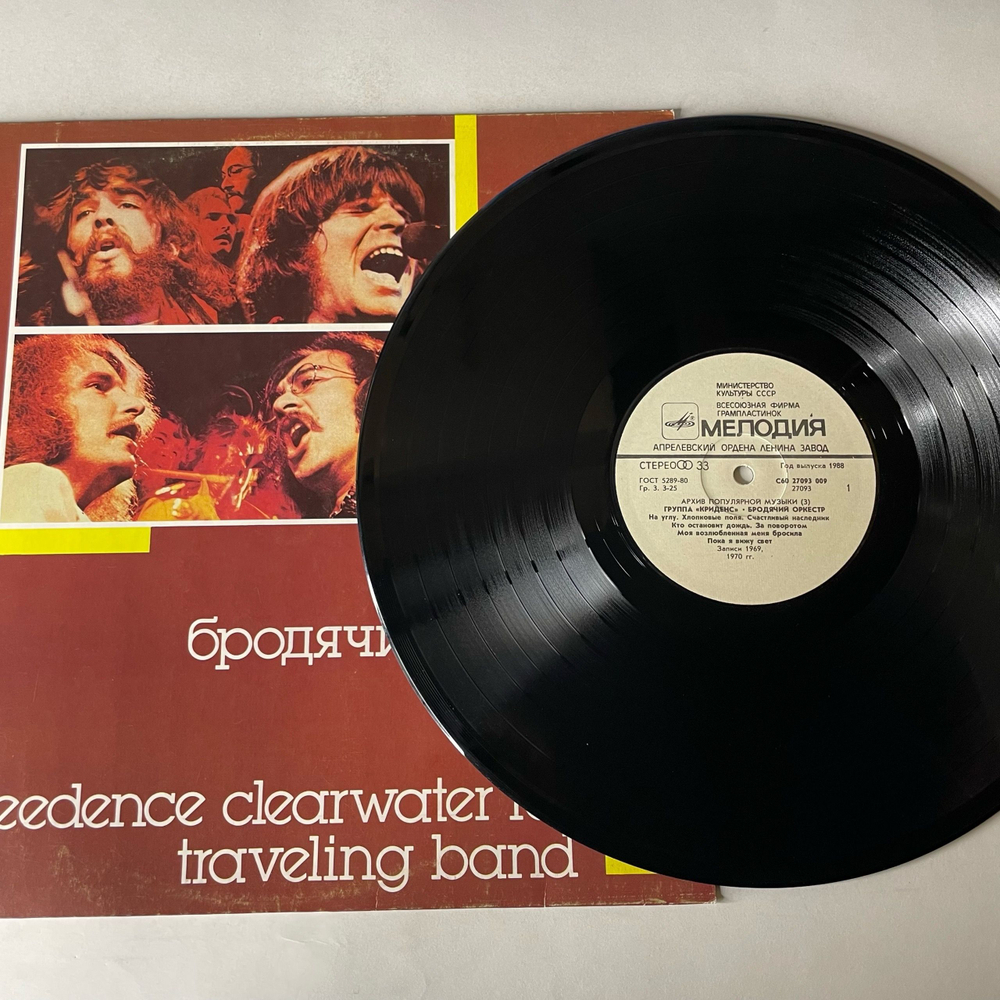 бродячи
eedence clearwater
traveling band
МИНИСТЕРСТВО
КУЛЬТУРЫ СССР
ВСЕСОЮЗНАЯ ФИРМА
ГРАМПЛАСТИНОК
МЕЛОДИЯ
АПРЕЛЕВСКИЙ ОРДЕНА ЛЕНИНА ЗАВОД
СТЕРЕО 33 Год выпуска 1988
ГОСТ 5289-80 С60 27093 009
Гр. 3. 3-25 27093 1
АРХИВ ПОПУЛЯРНОЙ МУЗЫКИ (3)
ГРУППА «КРИДЕНС» · БРОДЯЧИЙ ОРКЕСТР
На углу. Хлопковые поля. Счастливый наследник
Кто остановит дождь. За поворотом
Моя возлюбленная меня бросила
Пока я вижу свет
Записи 1969,
1970 гг.